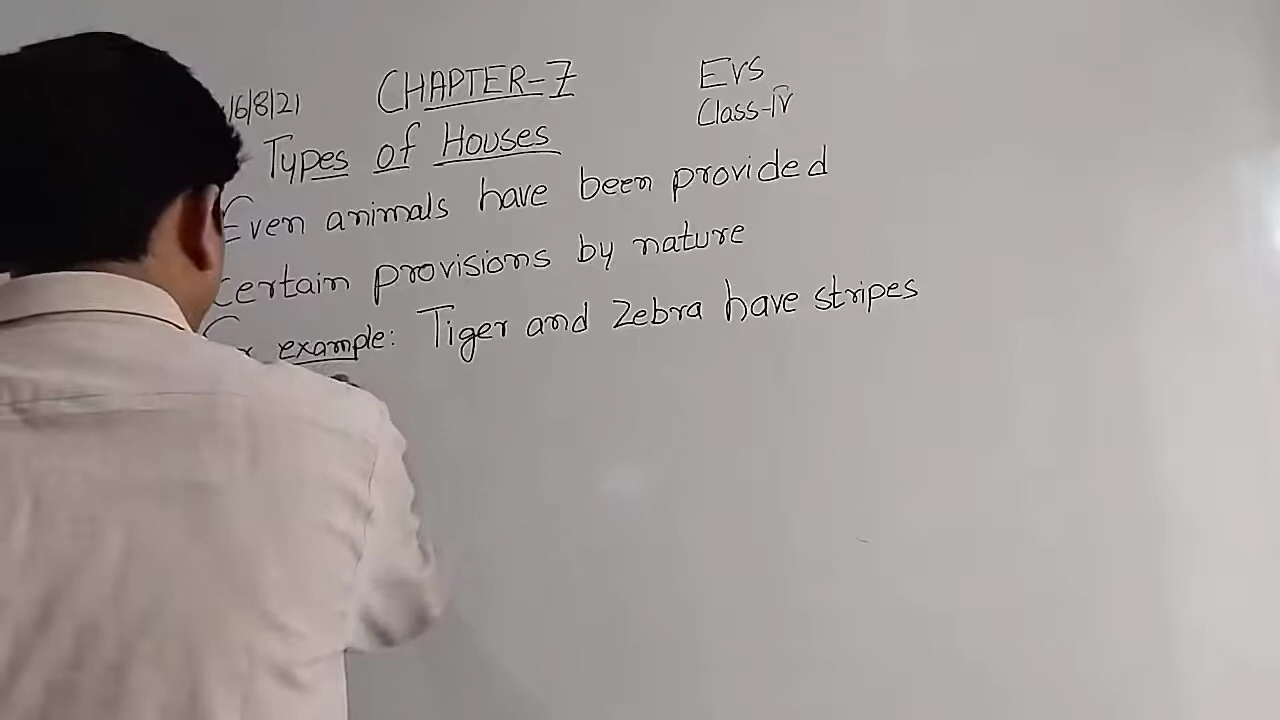 /6/8/21 CHAPTER-7 EVS
Class-IV
Types of Houses
Even animals have been provided
Certain provisions by nature
example: Tiger and Zebra have stripes